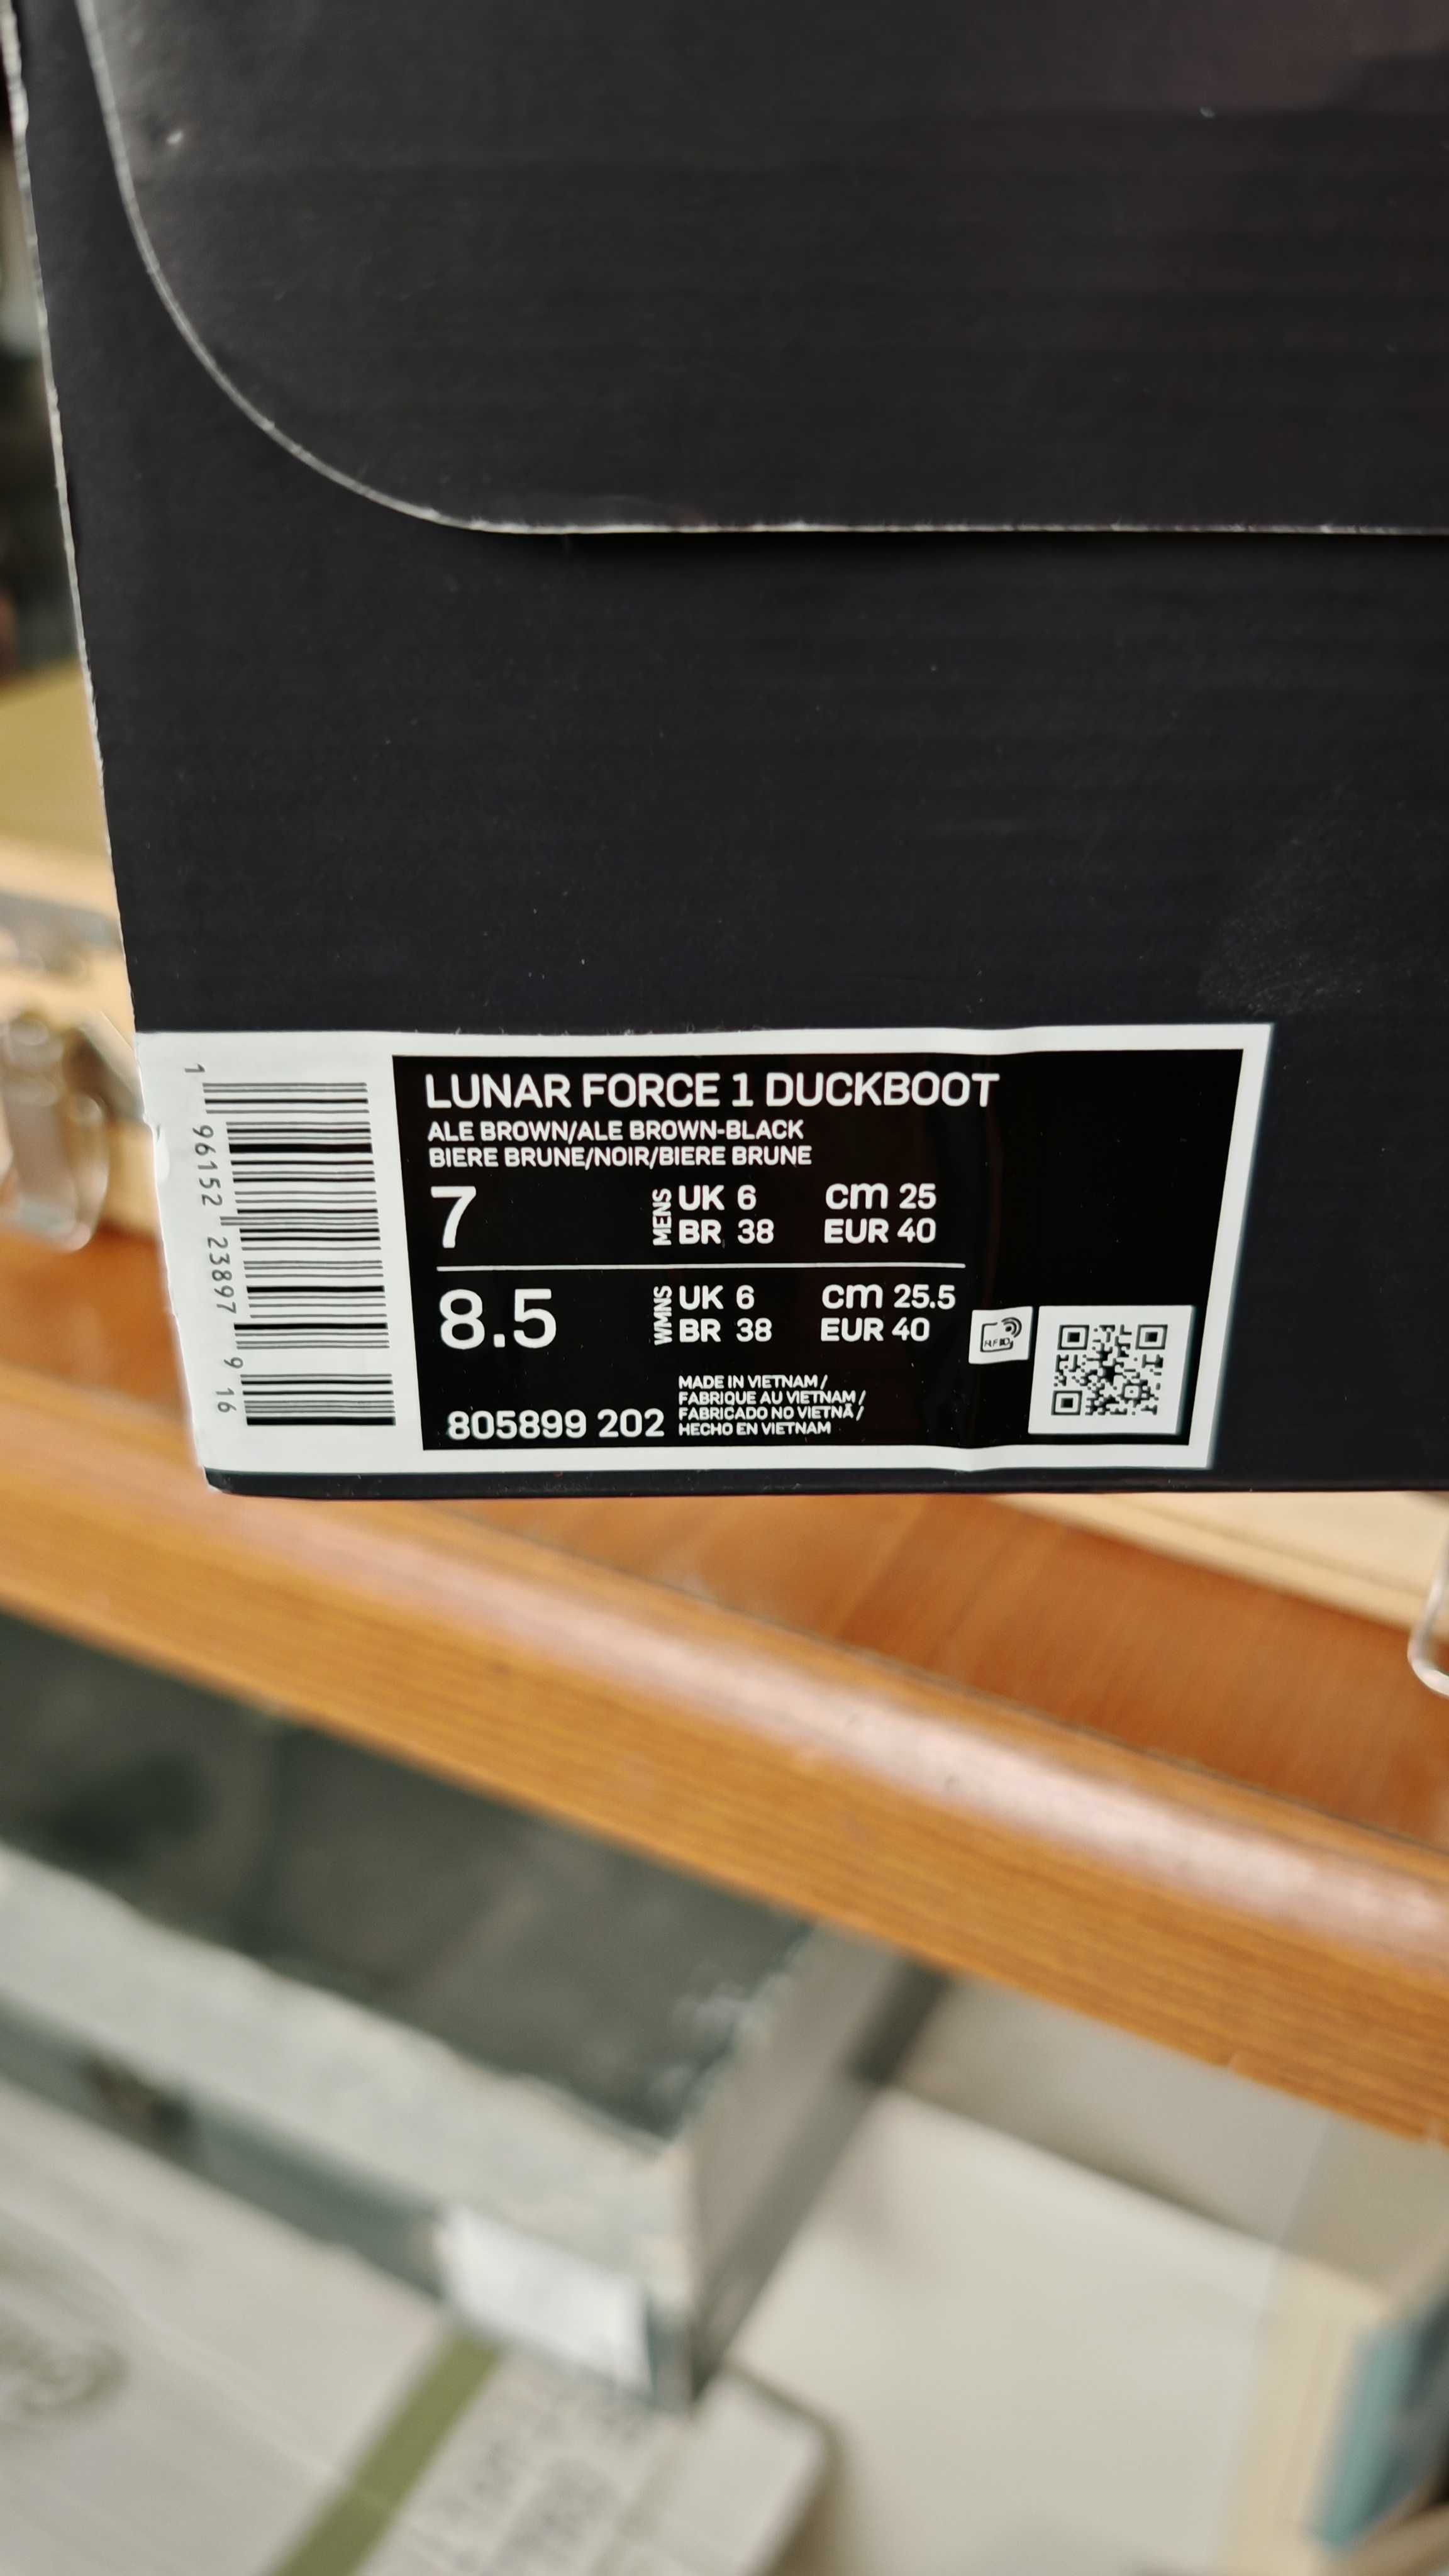 LUNAR FORCE 1 DUCKBOOT
ALE BROWN/ALE BROWN-BLACK
BIERE BRUNE/NOIR/BIERE BRUNE
7 MENS UK 6 cm 25
BR 38 EUR 40
8.5 WMNS UK 6 cm 25.5
BR 38 EUR 40
RFID
805899 202
MADE IN VIETNAM /
FABRIQUE AU VIETNAM /
FABRICADO NO VIETNÃ /
HECHO EN VIETNAM
1 96152 23897 9 16